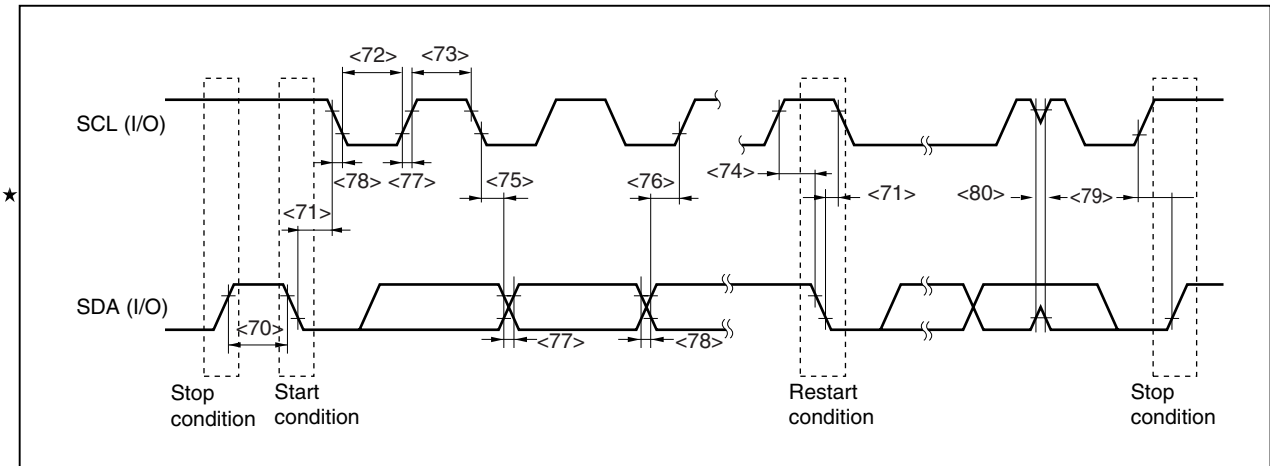 <72> <73>
SCL (I/O)
<78> <77> <75> <76> <74> <71> <80> <79>
★
<71>
SDA (I/O)
<70> <77> <78>
Stop condition
Start condition
Restart condition
Stop condition